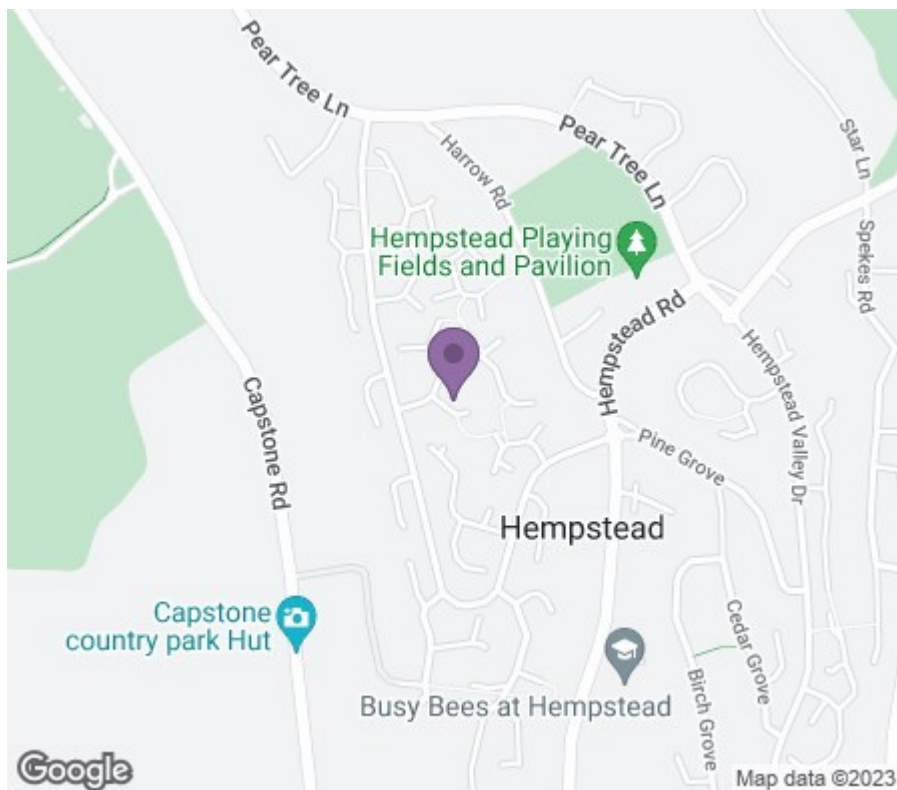 Pear Tree Ln
Pear Tree Ln
Harrow Rd
Star Ln
Spekes Rd
Hempstead Playing
Fields and Pavilion
Hempstead Rd
Hempstead Valley Dr
Capstone Rd
Pine Grove
Hempstead
Capstone
country park Hut
Cedar Grove
Birch Grove
Busy Bees at Hempstead
Google
Map data ©2023